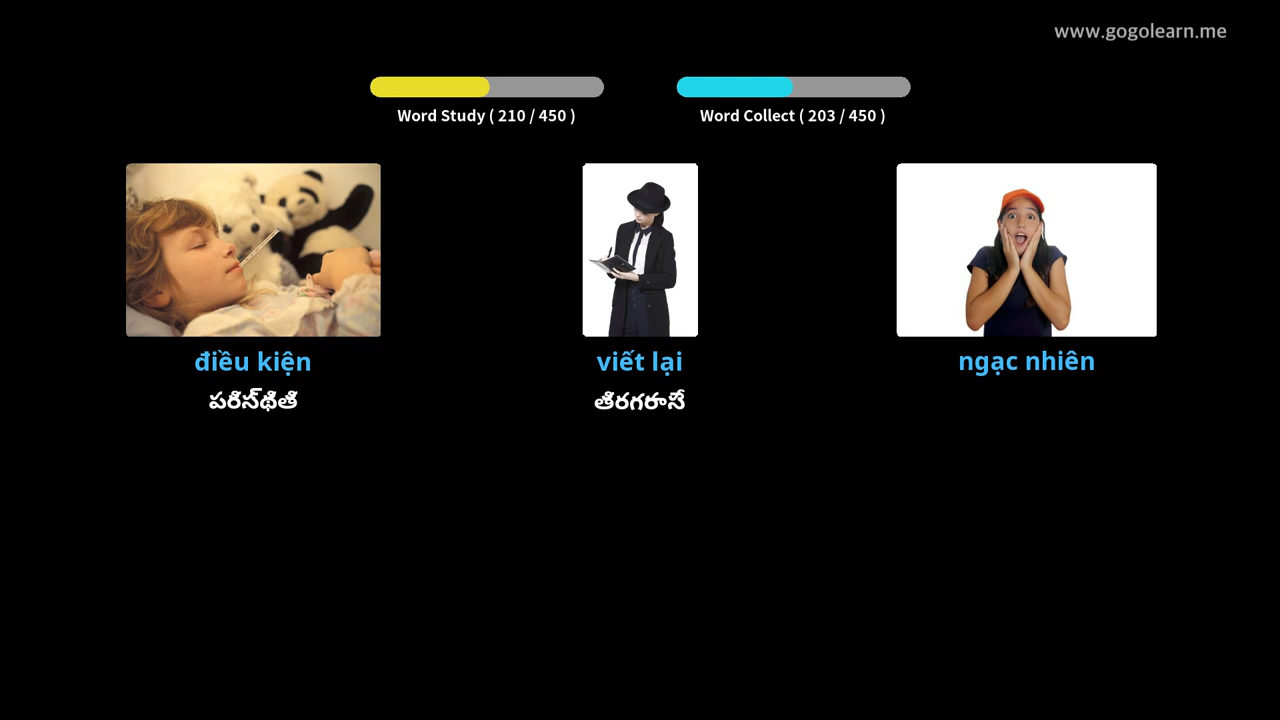 www.gogolearn.me
Word Study ( 210 / 450 )
Word Collect ( 203 / 450 )
điều kiện
viết lại
ngạc nhiên
పరిస్‌థితి
తిరగరాసే